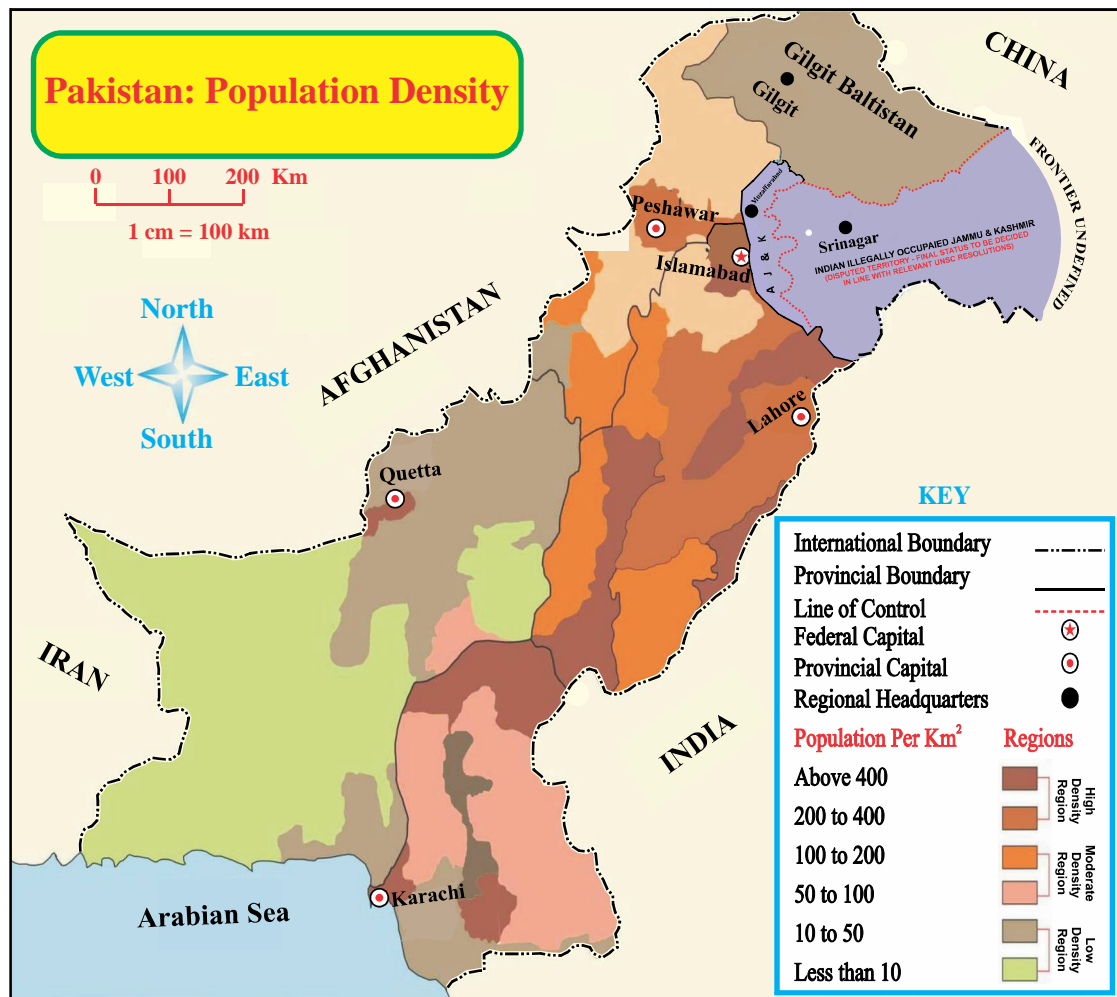 Pakistan: Population Density
0 100 200 Km
1 cm = 100 km
North
West East
South
CHINA
Gilgit Baltistan
Gilgit
FRONTIER UNDEFINED
Muzaffarabad
Peshawar
Srinagar
INDIAN ILLEGALLY OCCUPAIED JAMMU & KASHMIR
(DISPUTED TERRITORY - FINAL STATUS TO BE DECIDED
IN LINE WITH RELEVANT UNSC RESOLUTIONS)
A J & K
Islamabad
AFGHANISTAN
Lahore
Quetta
IRAN
INDIA
Karachi
Arabian Sea
KEY
International Boundary
Provincial Boundary
Line of Control
Federal Capital
Provincial Capital
Regional Headquarters
Population Per Km² Regions
Above 400
200 to 400
High
Density
Region
100 to 200
50 to 100
Moderate
Density
Region
10 to 50
Less than 10
Low
Density
Region